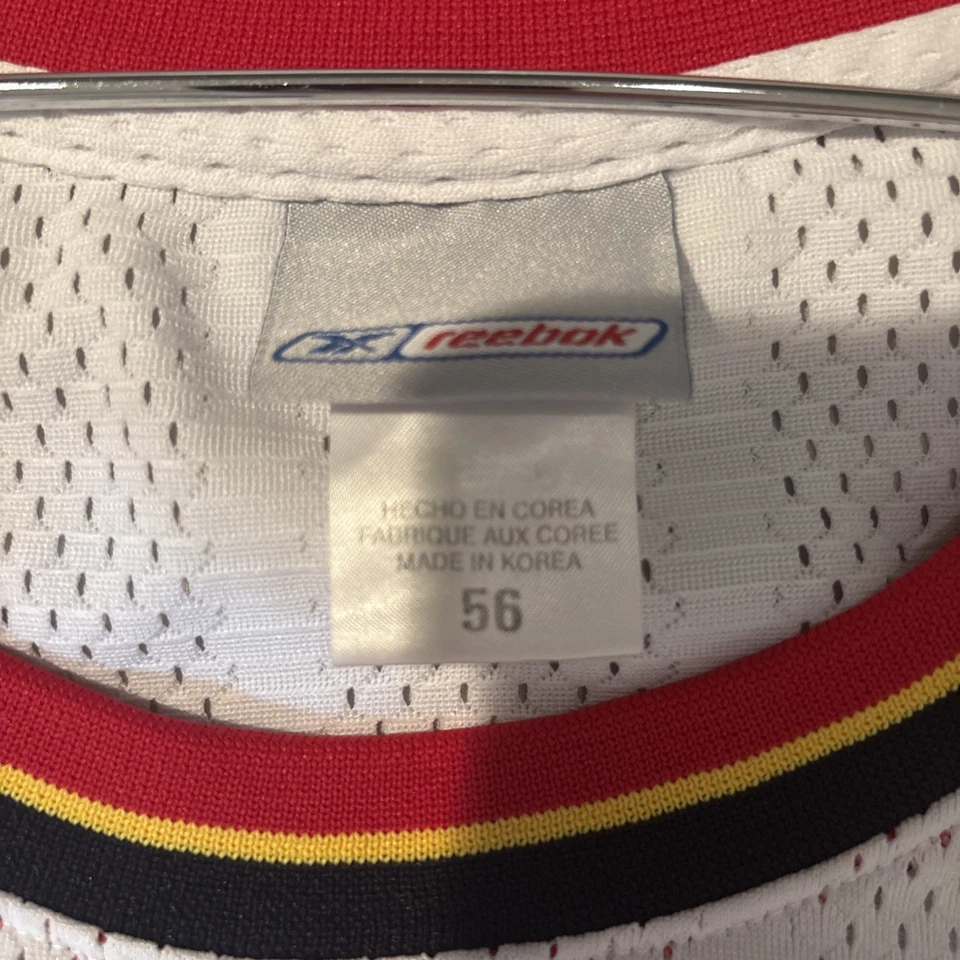 reebok
HECHO EN COREA
FABRIQUE AUX COREE
MADE IN KOREA
56